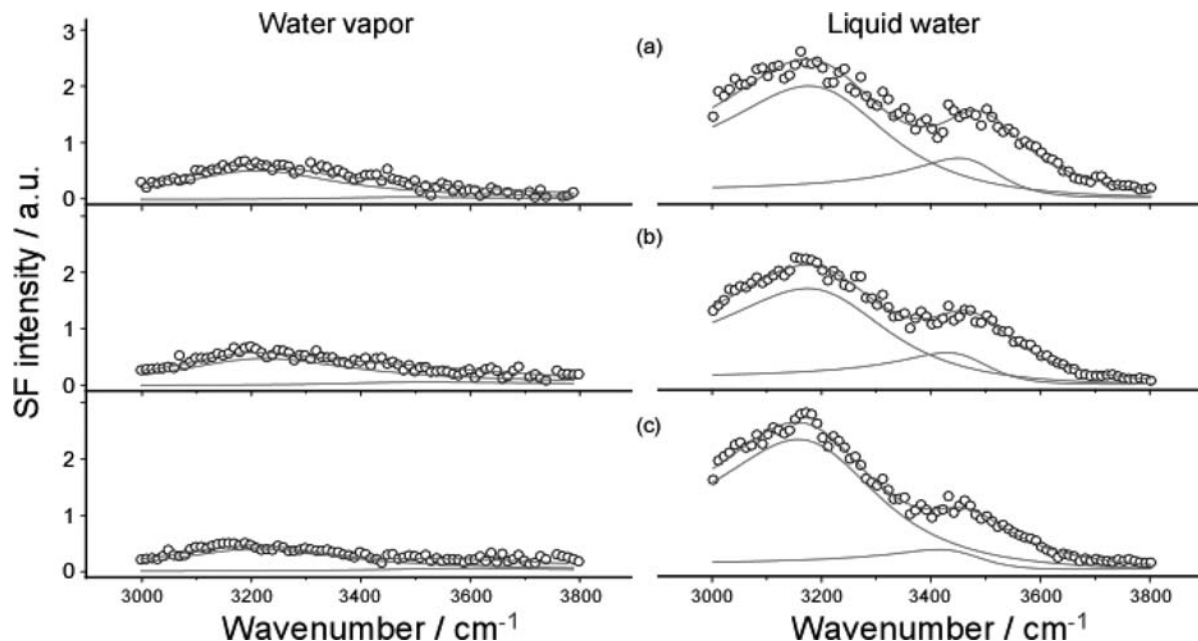 Water vapor
Liquid water
SF intensity / a.u.
3
2
1
0
(a)
2
1
0
(b)
2
1
0
(c)
3000 3200 3400 3600 3800
3000 3200 3400 3600 3800
Wavenumber / cm⁻¹
Wavenumber / cm⁻¹